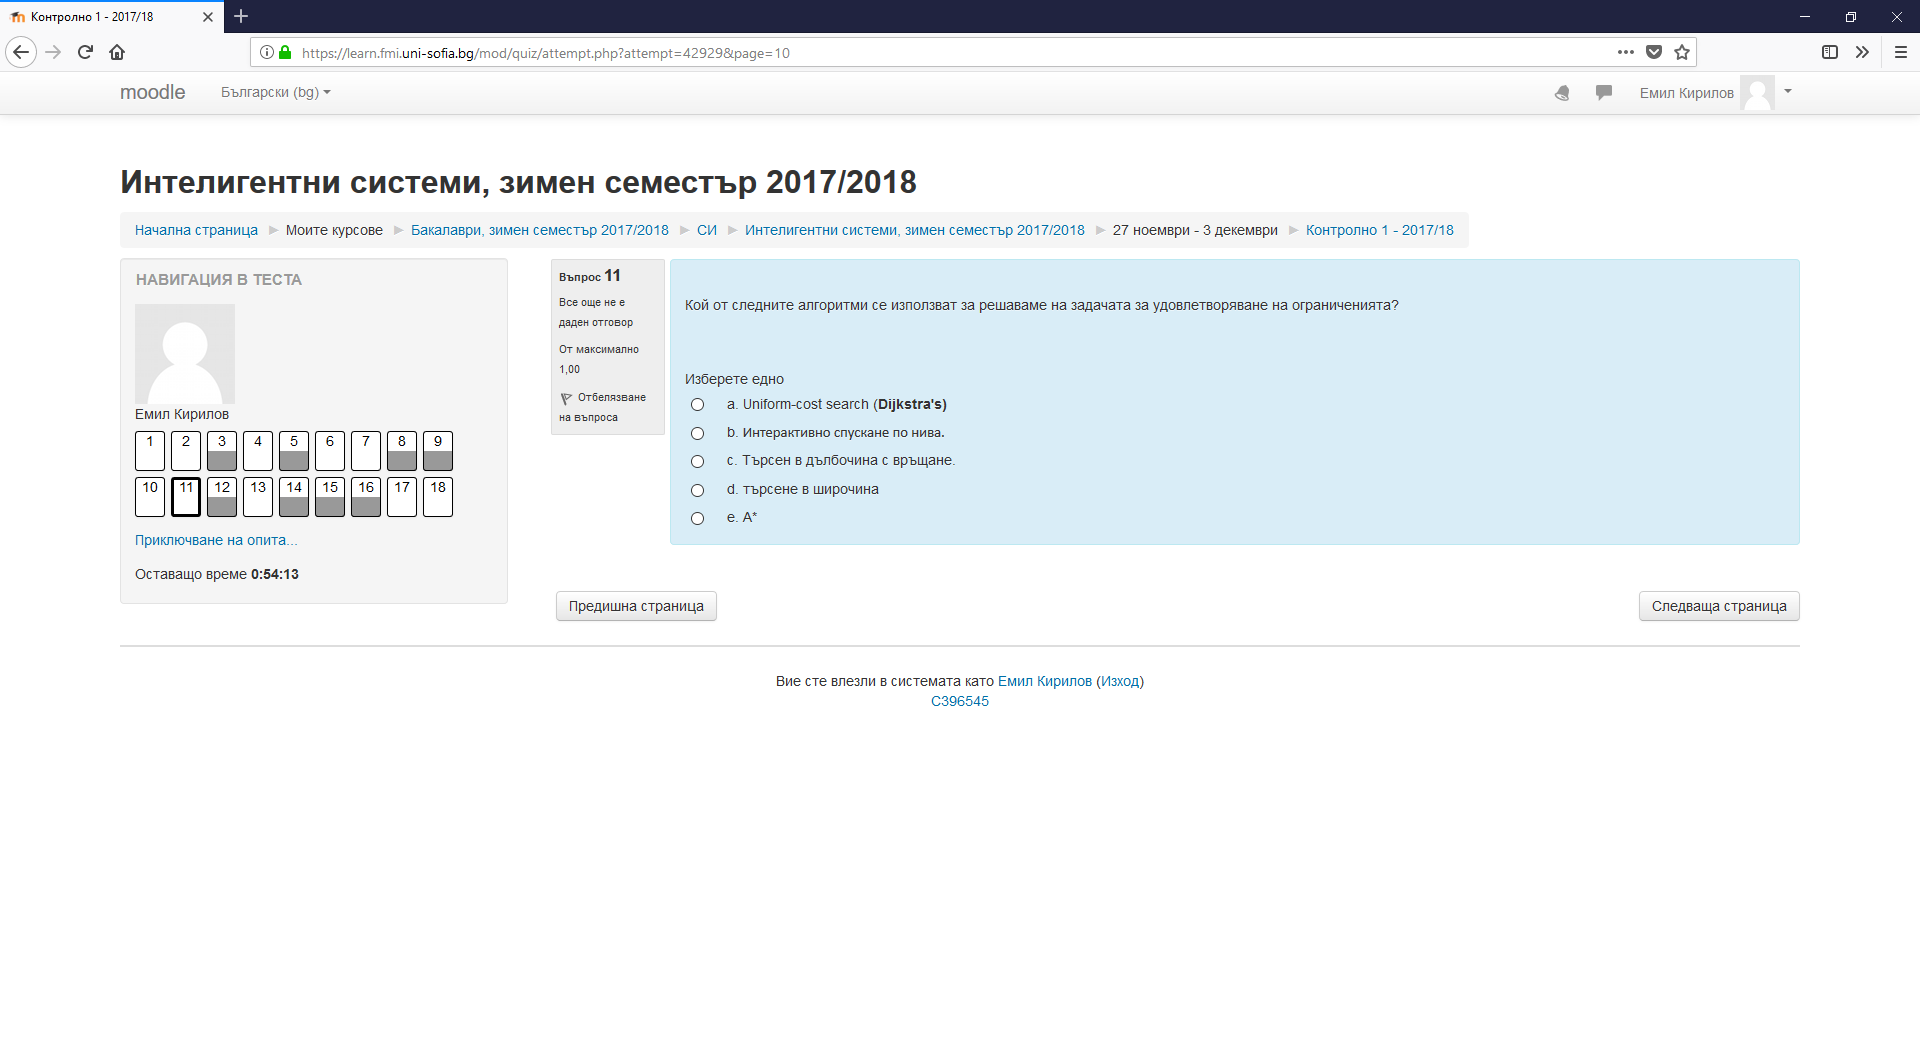 Контролно 1 - 2017/18
https://learn.fmi.uni-sofia.bg/mod/quiz/attempt.php?attempt=42929&page=10
moodle
Български (bg)
Емил Кирилов
Интелигентни системи, зимен семестър 2017/2018
Начална страница
Моите курсове
Бакалаври, зимен семестър 2017/2018
СИ
Интелигентни системи, зимен семестър 2017/2018
27 ноември - 3 декември
Контролно 1 - 2017/18
НАВИГАЦИЯ В ТЕСТА
Емил Кирилов
1 2 3 4 5 6 7 8 9
10 11 12 13 14 15 16 17 18
Приключване на опита...
Оставащо време 0:54:13
Въпрос 11
Все още не е
даден отговор
От максимално
1,00
Отбелязване
на въпроса
Кой от следните алгоритми се използват за решаваме на задачата за удовлетворяване на ограниченията?
Изберете едно
a. Uniform-cost search (Dijkstra's)
b. Интерактивно спускане по нива.
c. Търсен в дълбочина с връщане.
d. търсене в широчина
e. A*
Предишна страница
Следваща страница
Вие сте влезли в системата като Емил Кирилов (Изход)
C396545